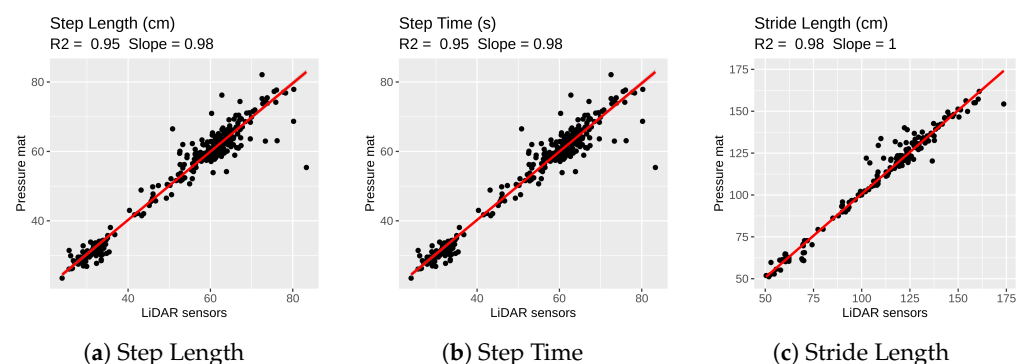 Step Length (cm)
R2 = 0.95 Slope = 0.98
80
60
40
Pressure mat
40 60 80
LiDAR sensors
(a) Step Length
Step Time (s)
R2 = 0.95 Slope = 0.98
80
60
40
Pressure mat
40 60 80
LiDAR sensors
(b) Step Time
Stride Length (cm)
R2 = 0.98 Slope = 1
175
150
125
100
75
50
Pressure mat
50 75 100 125 150 175
LiDAR sensors
(c) Stride Length